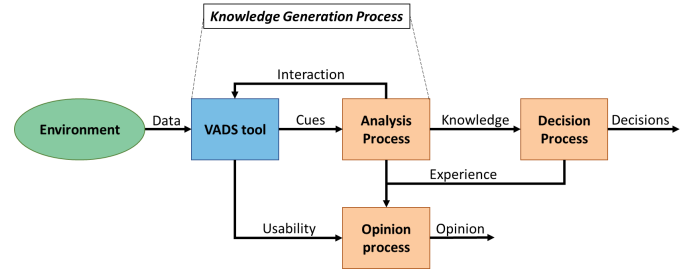 Knowledge Generation Process
Interaction
Environment
Data
VADS tool
Cues
Analysis
Process
Knowledge
Decision
Process
Decisions
Experience
Usability
Opinion
process
Opinion